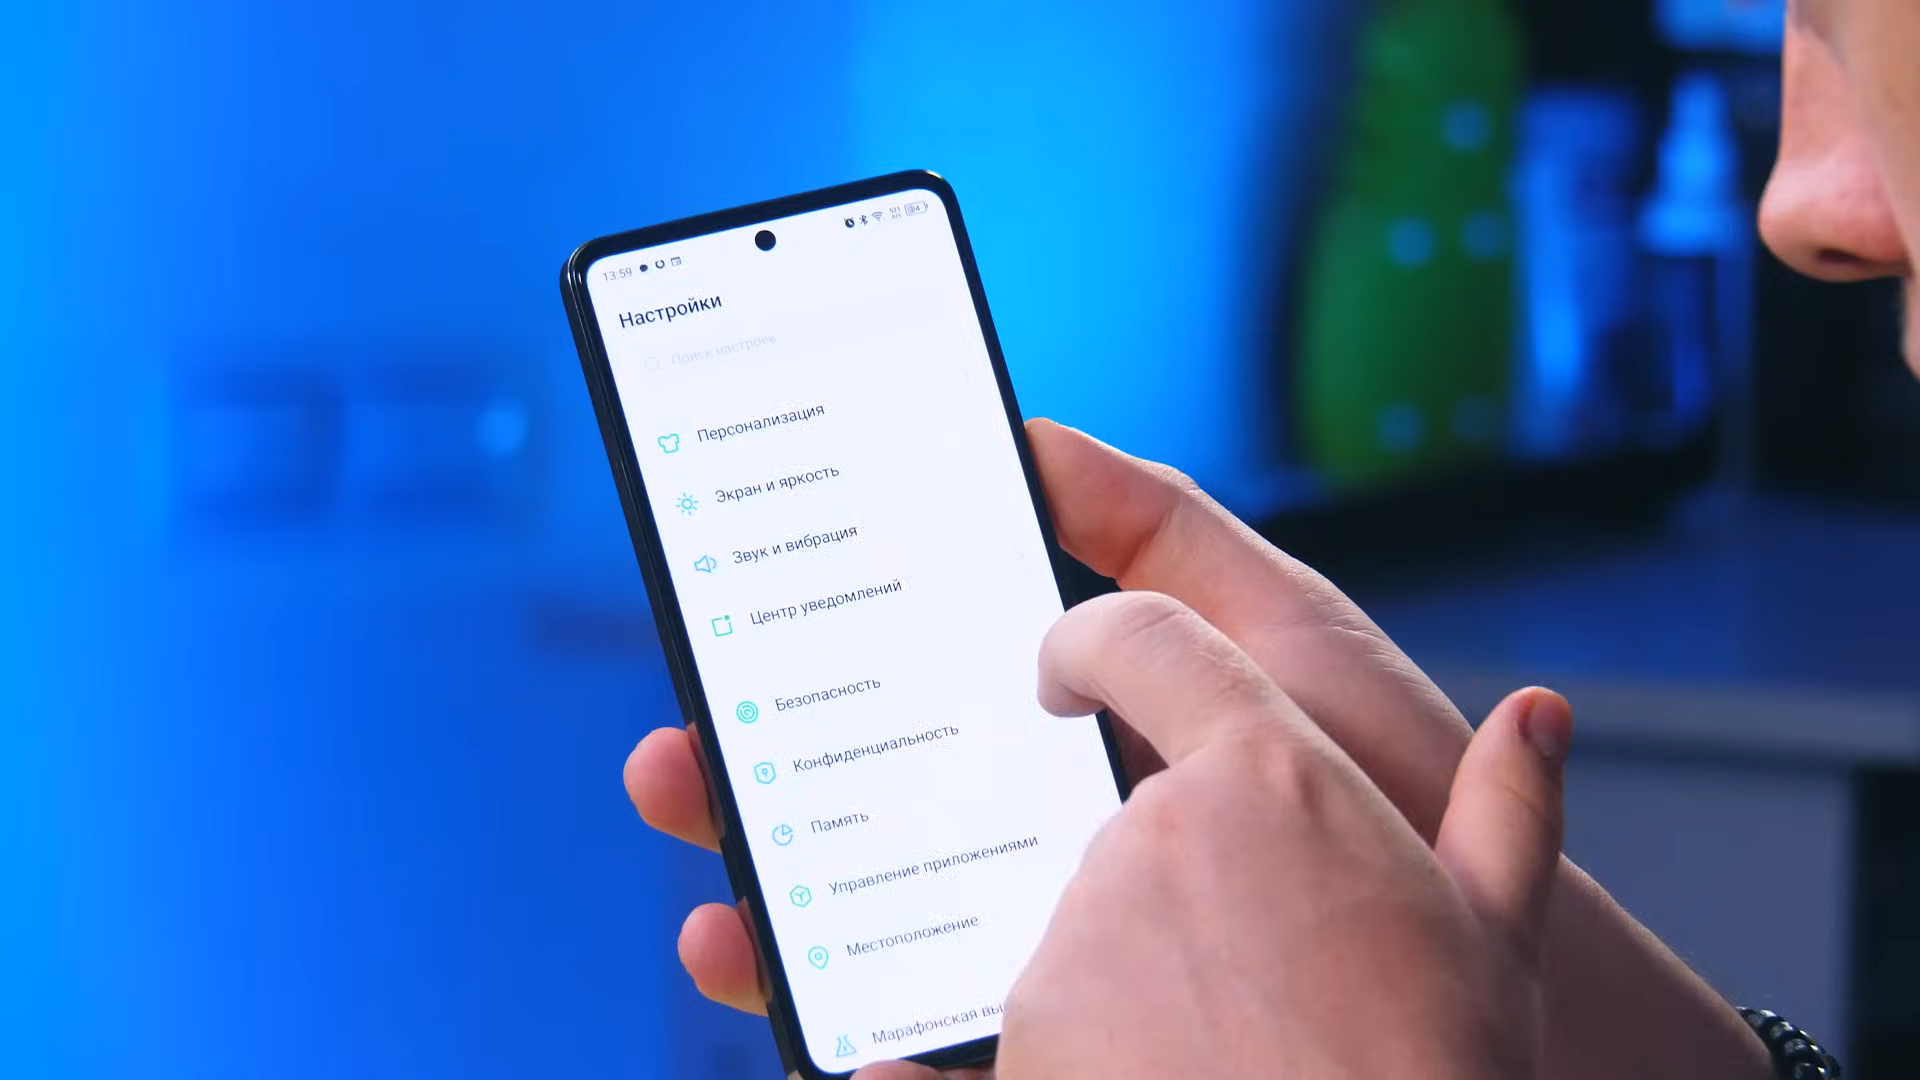 13:59
Настройки
Поиск настроек
Персонализация
Экран и яркость
Звук и вибрация
Центр уведомлений
Безопасность
Конфиденциальность
Память
Управление приложениями
Местоположение
Марафонская